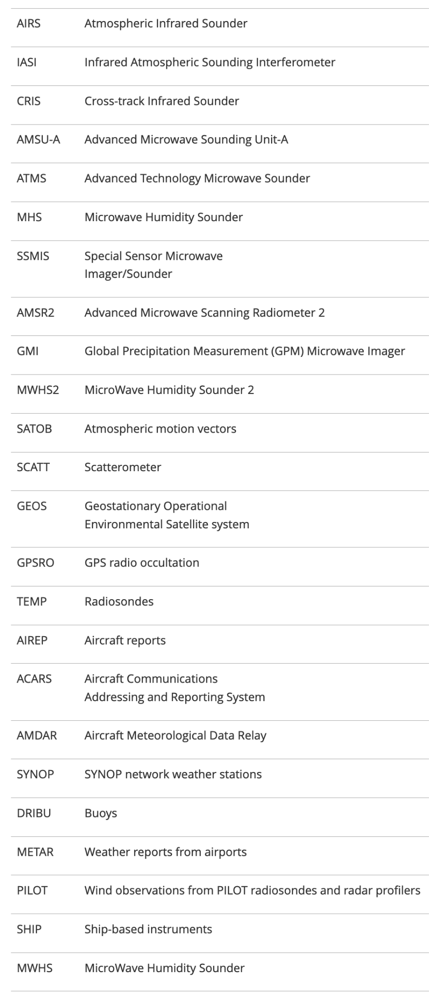 AIRS Atmospheric Infrared Sounder
IASI Infrared Atmospheric Sounding Interferometer
CRIS Cross-track Infrared Sounder
AMSU-A Advanced Microwave Sounding Unit-A
ATMS Advanced Technology Microwave Sounder
MHS Microwave Humidity Sounder
SSMIS Special Sensor Microwave
Imager/Sounder
AMSR2 Advanced Microwave Scanning Radiometer 2
GMI Global Precipitation Measurement (GPM) Microwave Imager
MWHS2 MicroWave Humidity Sounder 2
SATOB Atmospheric motion vectors
SCATT Scatterometer
GEOS Geostationary Operational
Environmental Satellite system
GPSRO GPS radio occultation
TEMP Radiosondes
AIREP Aircraft reports
ACARS Aircraft Communications
Addressing and Reporting System
AMDAR Aircraft Meteorological Data Relay
SYNOP SYNOP network weather stations
DRIBU Buoys
METAR Weather reports from airports
PILOT Wind observations from PILOT radiosondes and radar profilers
SHIP Ship-based instruments
MWHS MicroWave Humidity Sounder